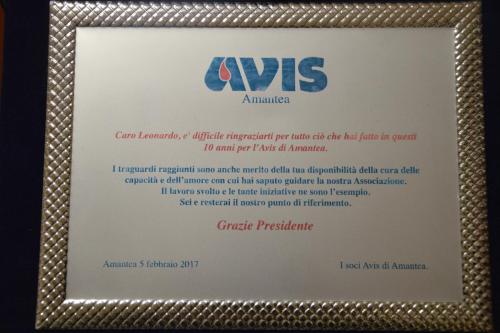 AVIS
Amantea
Caro Leonardo, e' difficile ringraziarti per tutto ciò che hai fatto in questi
10 anni per l'Avis di Amantea.
I traguardi raggiunti sono anche merito della tua disponibilità della cura delle
capacità e dell'amore con cui hai saputo guidare la nostra Associazione.
Il lavoro svolto e le tante iniziative ne sono l'esempio.
Sei e resterai il nostro punto di riferimento.
Grazie Presidente
Amantea 5 febbraio 2017 I soci Avis di Amantea.